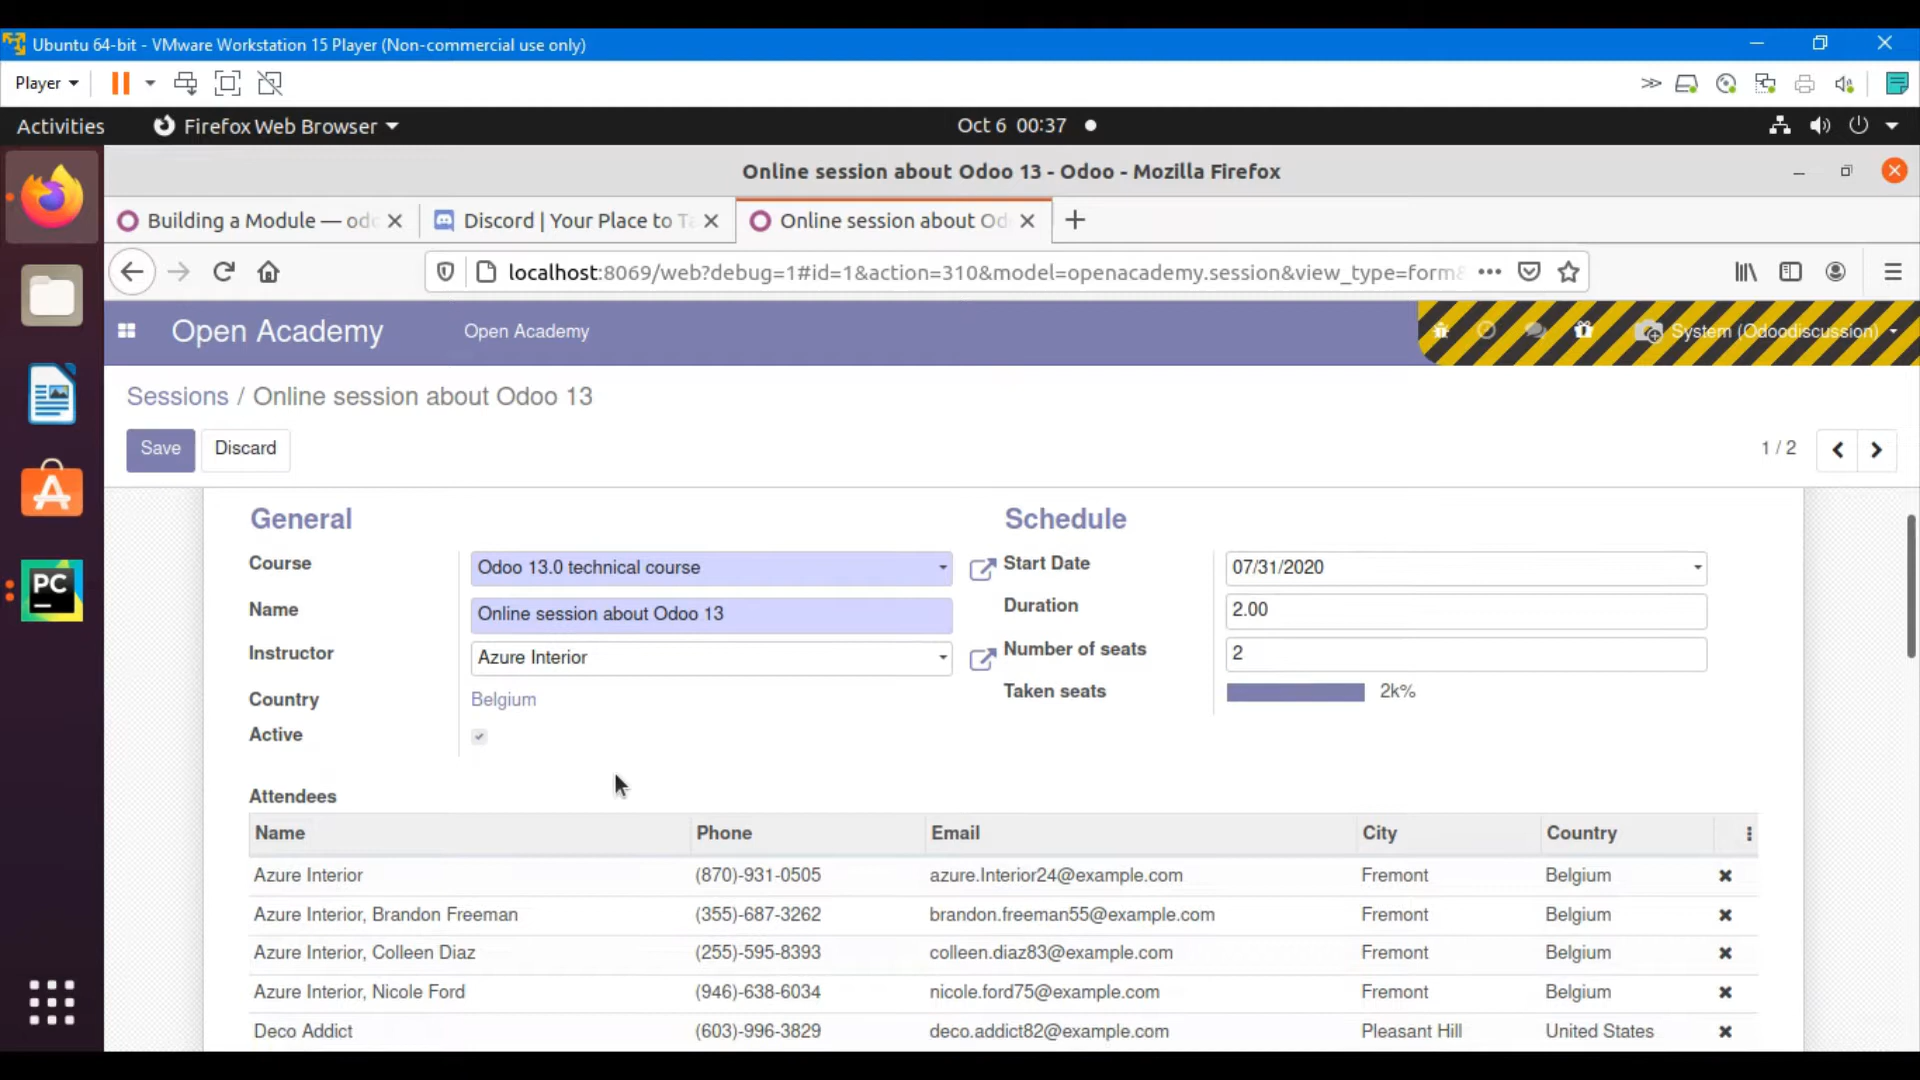 Ubuntu 64-bit - VMware Workstation 15 Player (Non-commercial use only)
Player
Activities
Firefox Web Browser
Oct 6 00:37
Online session about Odoo 13 - Odoo - Mozilla Firefox
Building a Module — odo
Discord | Your Place to Ta
Online session about Od
localhost:8069/web?debug=1#id=1&action=310&model=openacademy.session&view_type=form&
Open Academy
Open Academy
System (Odoodiscussion)
Sessions / Online session about Odoo 13
Save
Discard
1 / 2
General
Schedule
Course
Odoo 13.0 technical course
Start Date
07/31/2020
Name
Online session about Odoo 13
Duration
2.00
Instructor
Azure Interior
Number of seats
2
Country
Belgium
Taken seats
2k%
Active
Attendees
Name Phone Email City Country
Azure Interior (870)-931-0505 azure.Interior24@example.com Fremont Belgium
Azure Interior, Brandon Freeman (355)-687-3262 brandon.freeman55@example.com Fremont Belgium
Azure Interior, Colleen Diaz (255)-595-8393 colleen.diaz83@example.com Fremont Belgium
Azure Interior, Nicole Ford (946)-638-6034 nicole.ford75@example.com Fremont Belgium
Deco Addict (603)-996-3829 deco.addict82@example.com Pleasant Hill United States
PC